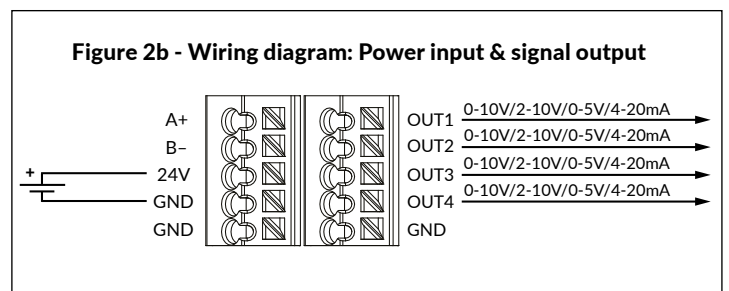 Figure 2b - Wiring diagram: Power input & signal output
A+
B–
24V
GND
GND
+
OUT1 0-10V/2-10V/0-5V/4-20mA
OUT2 0-10V/2-10V/0-5V/4-20mA
OUT3 0-10V/2-10V/0-5V/4-20mA
OUT4 0-10V/2-10V/0-5V/4-20mA
GND